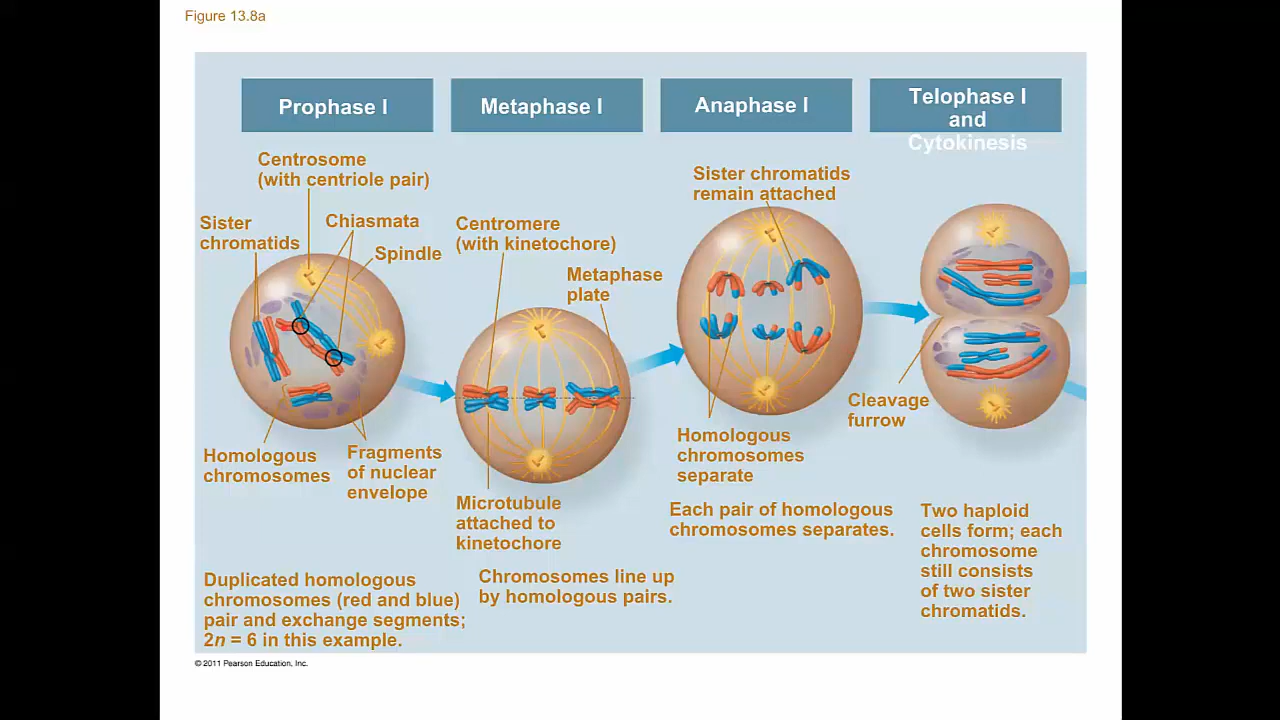 Figure 13.8a
Prophase I
Metaphase I
Anaphase I
Telophase I
and
Cytokinesis
Centrosome
(with centriole pair)
Sister
chromatids
Chiasmata
Spindle
Homologous
chromosomes
Fragments
of nuclear
envelope
Duplicated homologous
chromosomes (red and blue)
pair and exchange segments;
2n = 6 in this example.
Centromere
(with kinetochore)
Metaphase
plate
Microtubule
attached to
kinetochore
Chromosomes line up
by homologous pairs.
Sister chromatids
remain attached
Homologous
chromosomes
separate
Each pair of homologous
chromosomes separates.
Cleavage
furrow
Two haploid
cells form; each
chromosome
still consists
of two sister
chromatids.
© 2011 Pearson Education, Inc.